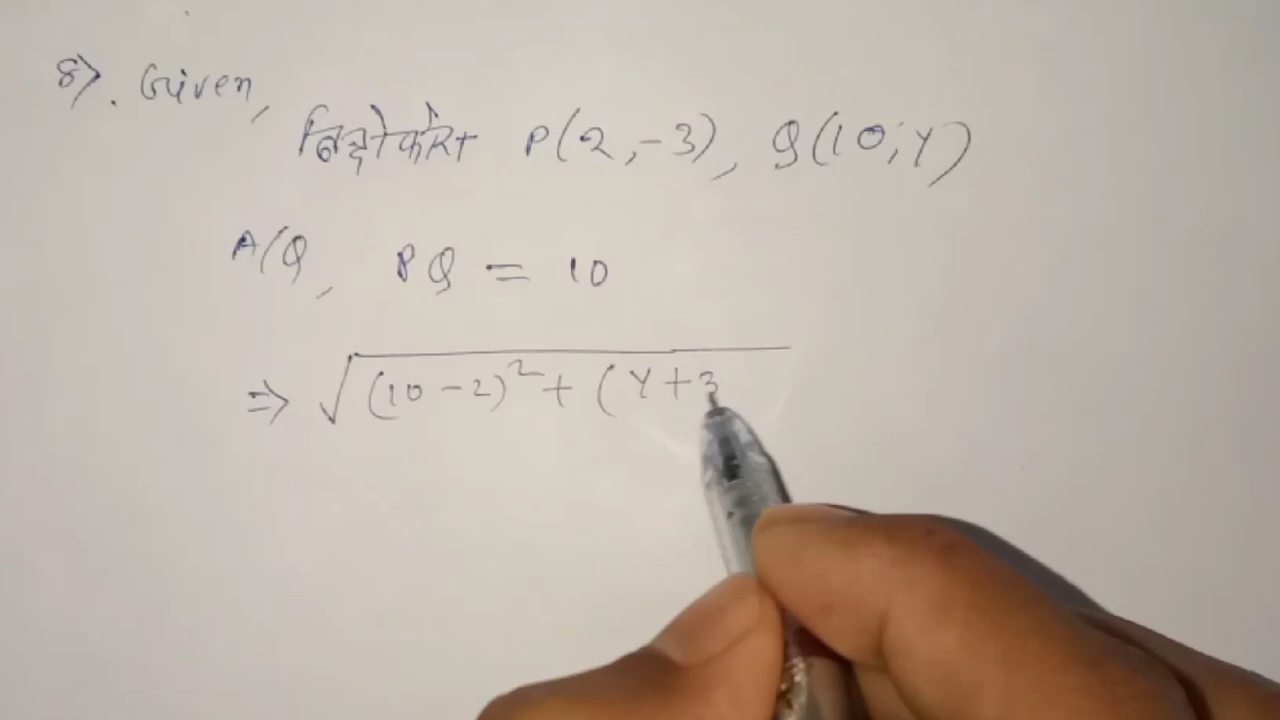 8). Given,
बिन्दोकोर P(2,-3), Q(10,Y)
A/Q, PQ = 10
=> √(10-2)²+(Y+3